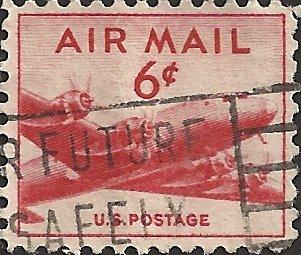 AIR MAIL
6¢
R FUTURE
SAFELY
U.S. POSTAGE